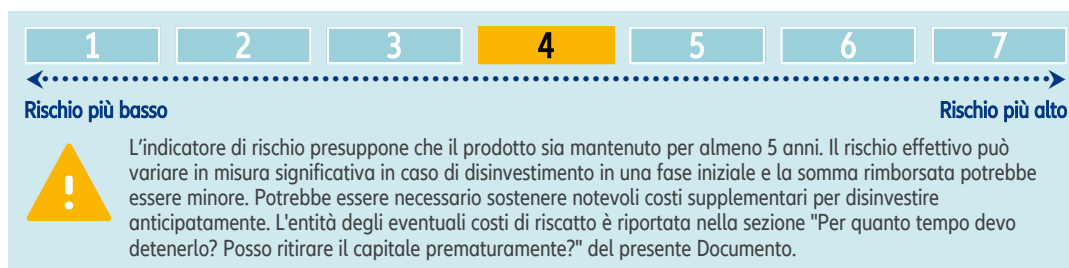 1 2 3 4 5 6 7
Rischio più basso Rischio più alto
L'indicatore di rischio presuppone che il prodotto sia mantenuto per almeno 5 anni. Il rischio effettivo può
variare in misura significativa in caso di disinvestimento in una fase iniziale e la somma rimborsata potrebbe
essere minore. Potrebbe essere necessario sostenere notevoli costi supplementari per disinvestire
anticipatamente. L'entità degli eventuali costi di riscatto è riportata nella sezione "Per quanto tempo devo
detenerlo? Posso ritirare il capitale prematuramente?" del presente Documento.